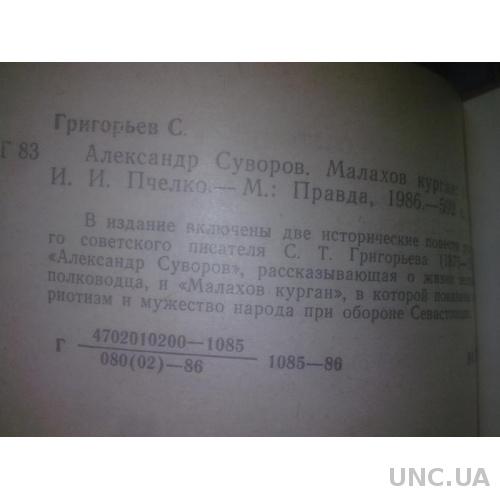 Григорьев С.
Г 83 Александр Суворов. Малахов курган:
И. И. Пчелко.— М.: Правда, 1986.—592 с.
В издание включены две исторические повести
го советского писателя С. Т. Григорьева
«Александр Суворов», рассказывающая о жизни
полководца, и «Малахов курган», в которой
риотизм и мужество народа при обороне
Г 4702010200—1085 1085—86
080(02)—86
UNC.UA